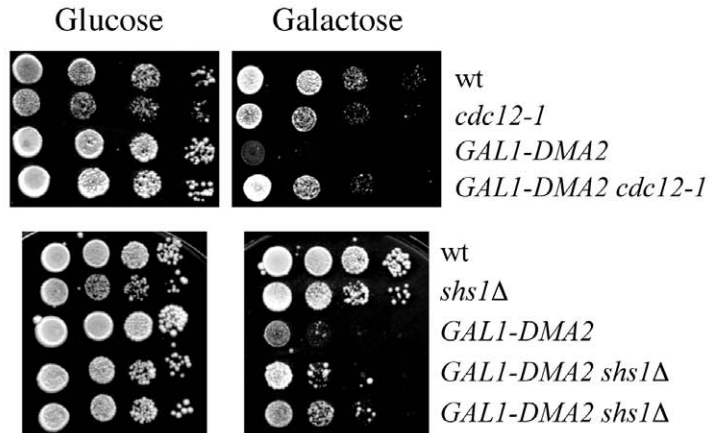 Glucose Galactose
wt
cdc12-1
GAL1-DMA2
GAL1-DMA2 cdc12-1
wt
shs1Δ
GAL1-DMA2
GAL1-DMA2 shs1Δ
GAL1-DMA2 shs1Δ